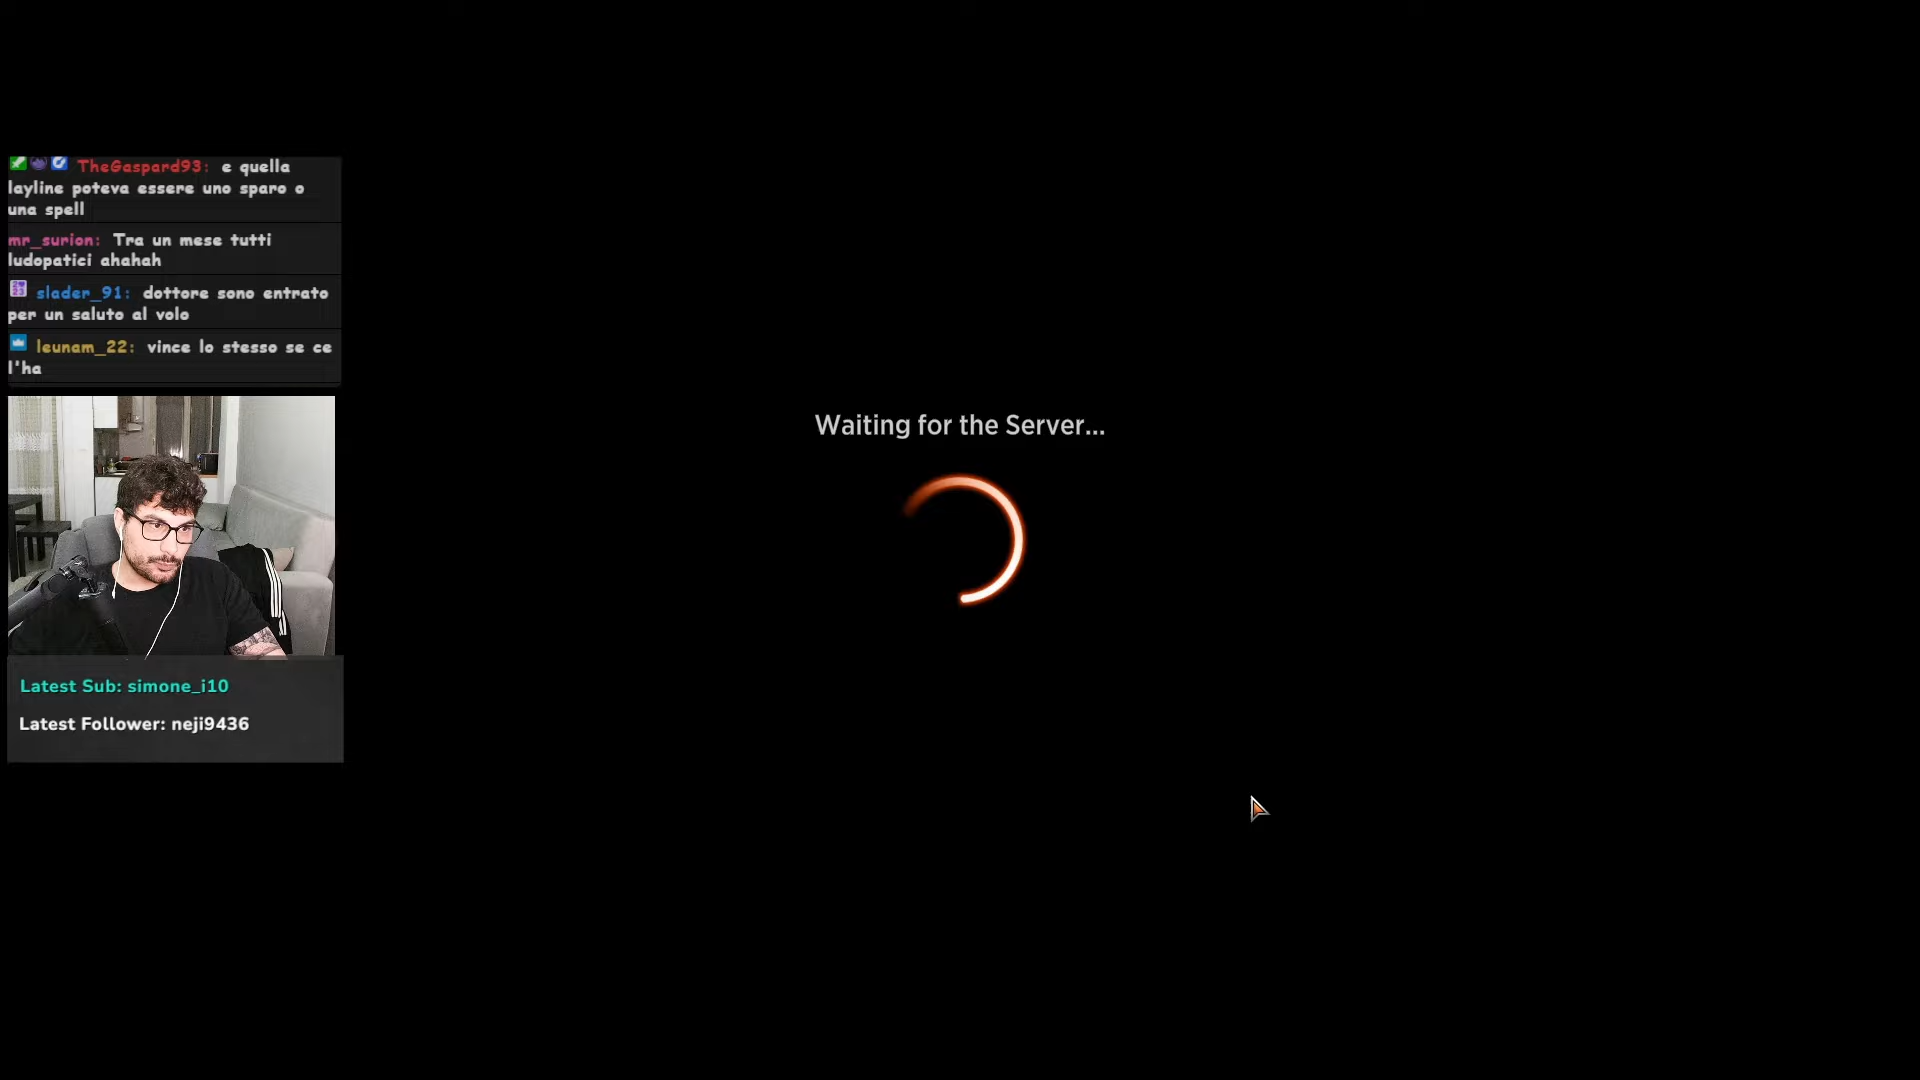 TheGaspard93: e quella
layline poteva essere uno sparo o
una spell
mr_surion: Tra un mese tutti
ludopatici ahahah
slader_91: dottore sono entrato
per un saluto al volo
leunam_22: vince lo stesso se ce
l'ha
Waiting for the Server...
Latest Sub: simone_i10
Latest Follower: neji9436